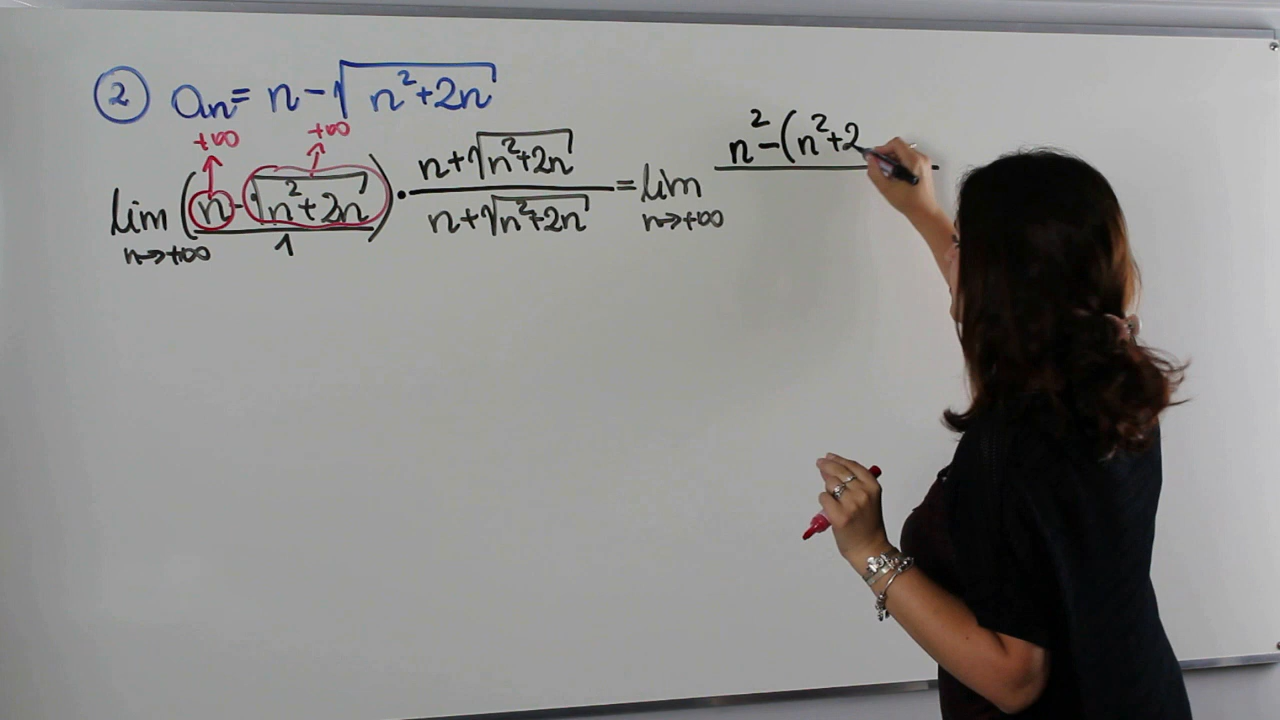 ② an = n - √(n²+2n)
+∞ +∞
lim n→+∞ (n - √(n²+2n))/1 · (n+√(n²+2n))/(n+√(n²+2n)) = lim n→+∞ n² - (n²+2